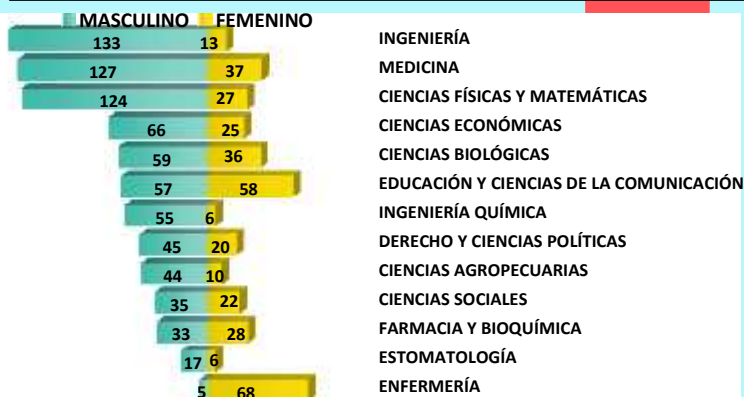 MASCULINO FEMENINO
133 13 INGENIERÍA
127 37 MEDICINA
124 27 CIENCIAS FÍSICAS Y MATEMÁTICAS
66 25 CIENCIAS ECONÓMICAS
59 36 CIENCIAS BIOLÓGICAS
57 58 EDUCACIÓN Y CIENCIAS DE LA COMUNICACIÓN
55 6 INGENIERÍA QUÍMICA
45 20 DERECHO Y CIENCIAS POLÍTICAS
44 10 CIENCIAS AGROPECUARIAS
35 22 CIENCIAS SOCIALES
33 28 FARMACIA Y BIOQUÍMICA
17 6 ESTOMATOLOGÍA
5 68 ENFERMERÍA